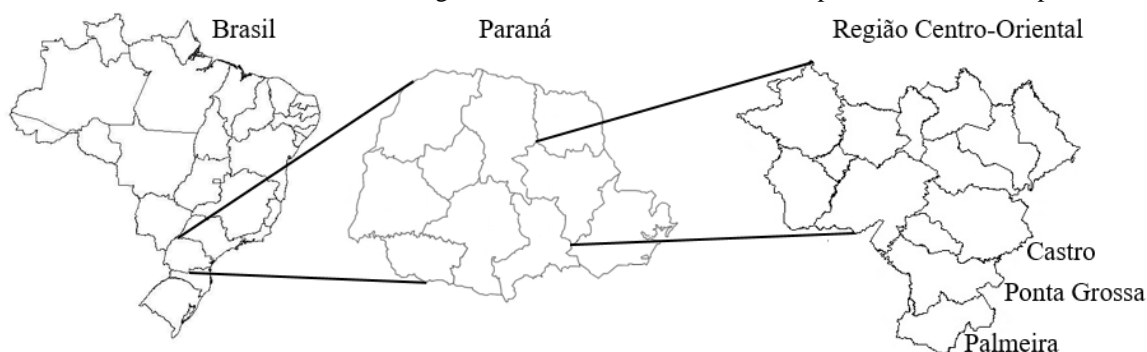 Brasil
Paraná
Região Centro-Oriental
Castro
Ponta Grossa
Palmeira